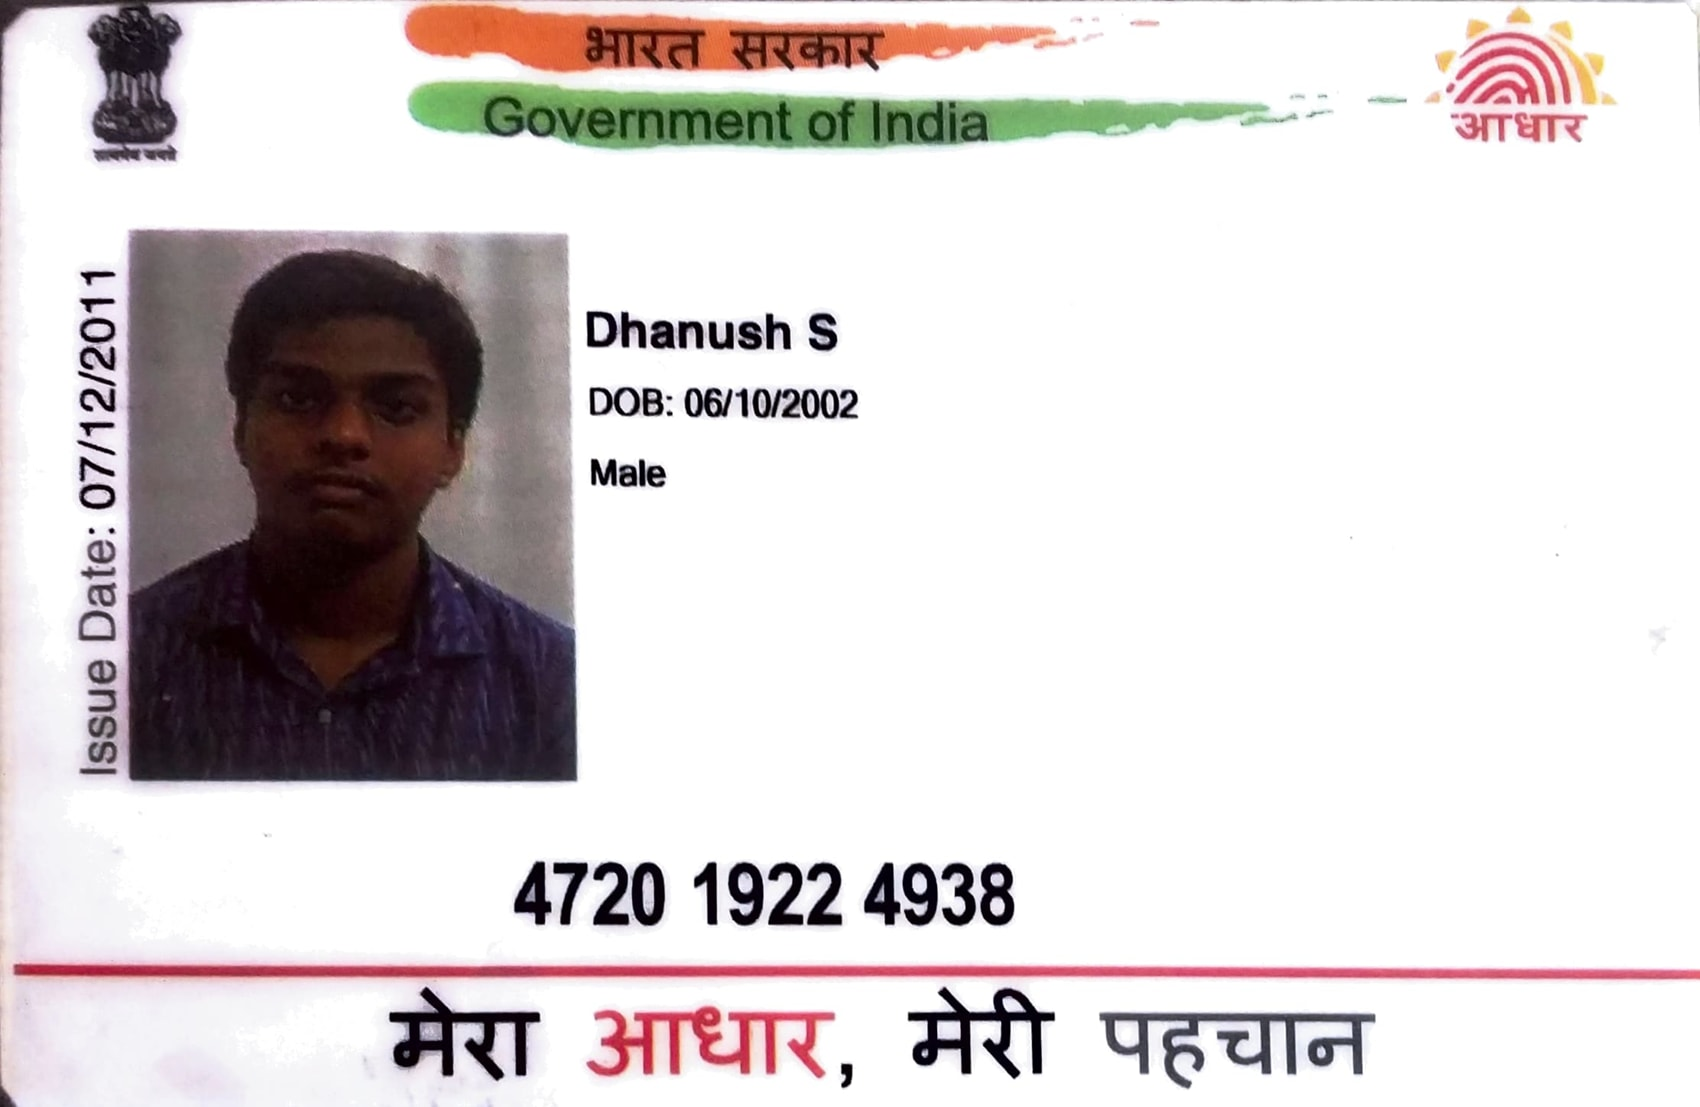 भारत सरकार
Government of India
आधार
सत्यमेव जयते
Issue Date: 07/12/2011
Dhanush S
DOB: 06/10/2002
Male
4720 1922 4938
मेरा आधार, मेरी पहचान